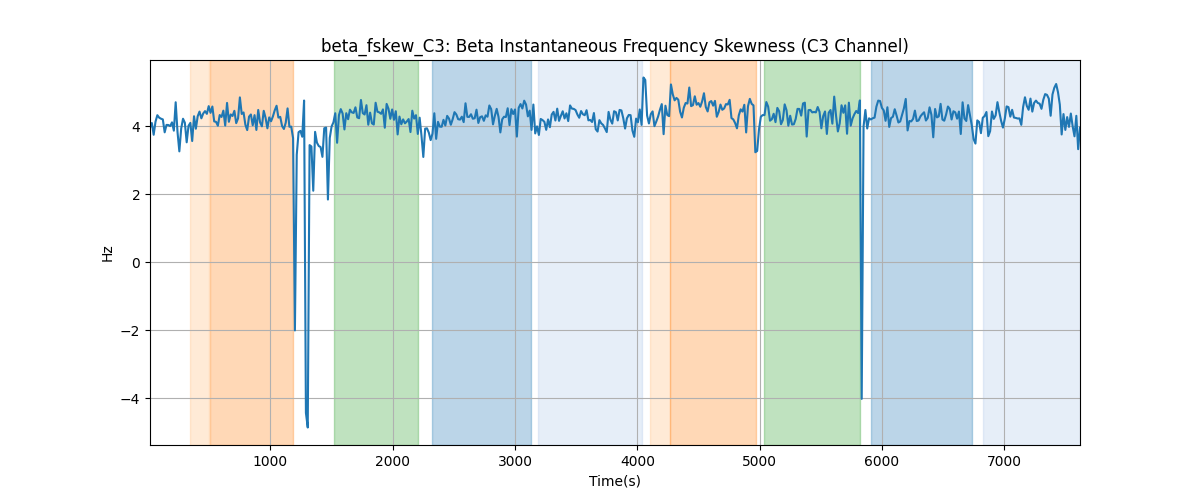 beta_fskew_C3: Beta Instantaneous Frequency Skewness (C3 Channel)
Hz
4
2
0
−2
−4
1000 2000 3000 4000 5000 6000 7000
Time(s)